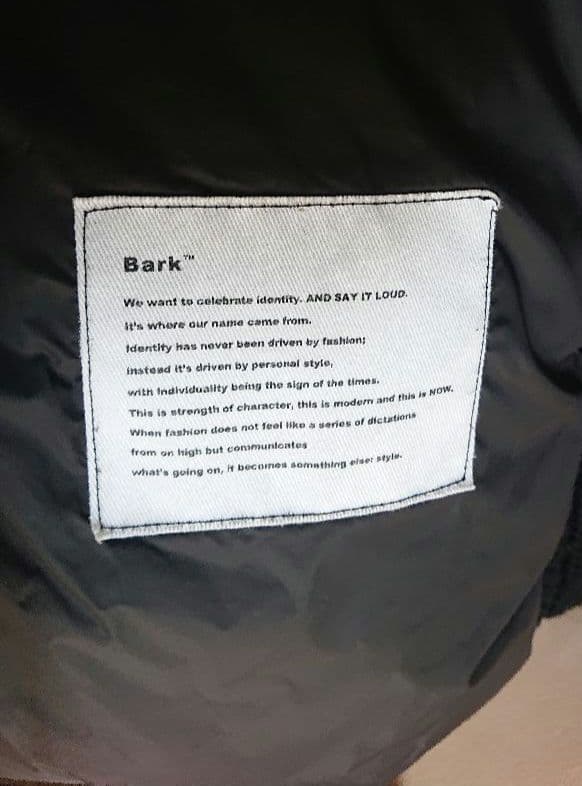 Bark™
We want to celebrate identity. AND SAY IT LOUD.
It's where our name came from.
Identity has never been driven by fashion;
instead it's driven by personal style,
with Individuality being the sign of the times.
This is strength of character, this is modern and this is NOW.
When fashion does not feel like a series of dictations
from on high but communicates
what's going on, it becomes something else: style.